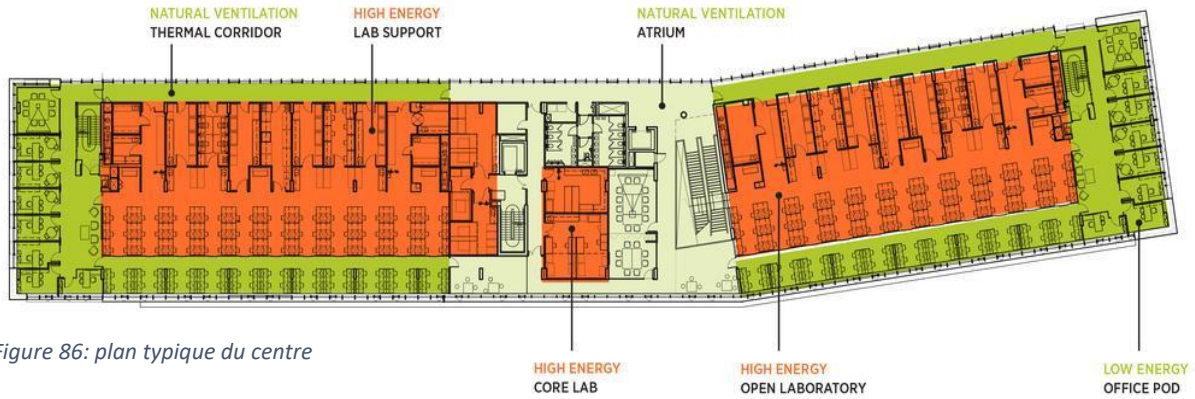 NATURAL VENTILATION
THERMAL CORRIDOR
HIGH ENERGY
LAB SUPPORT
NATURAL VENTILATION
ATRIUM
Figure 86: plan typique du centre
HIGH ENERGY
CORE LAB
HIGH ENERGY
OPEN LABORATORY
LOW ENERGY
OFFICE POD